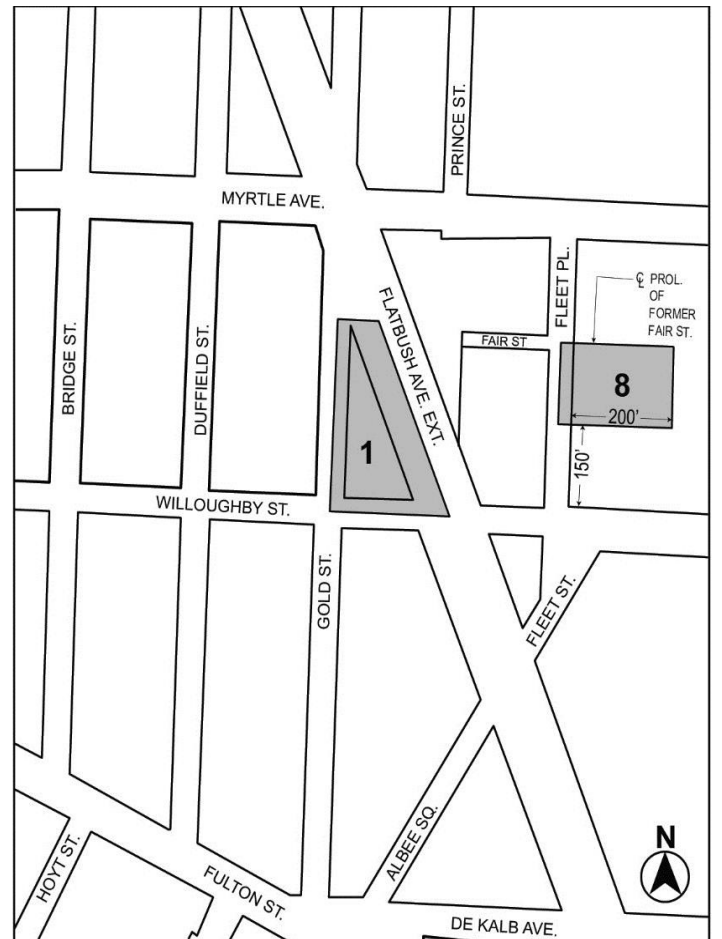 PRINCE ST.
MYRTLE AVE.
FLEET PL.
℄ PROL.
OF
FORMER
FAIR ST.
FLATBUSH AVE. EXT.
FAIR ST
BRIDGE ST.
DUFFIELD ST.
8
200'
1
150'
WILLOUGHBY ST.
GOLD ST.
FLEET ST.
ALBEE SQ.
N
HOYT ST.
FULTON ST.
DE KALB AVE.